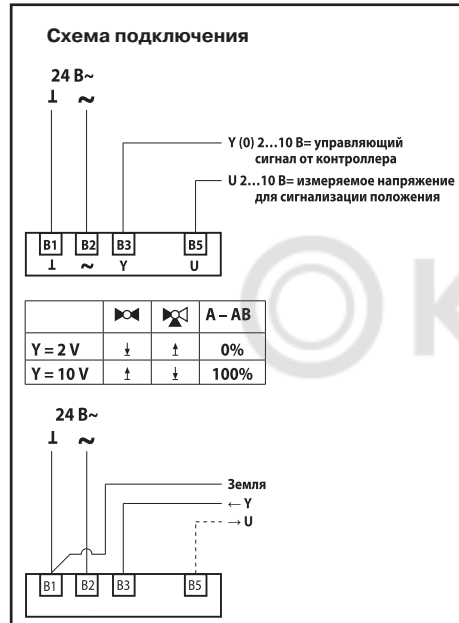 Схема подключения
24 В~
⊥ ~
Y (0) 2...10 В= управляющий
сигнал от контроллера
U 2...10 В= измеряемое напряжение
для сигнализации положения
B1 B2 B3 B5
⊥ ~ Y U
A – AB
Y = 2 V ↓ ↑ 0%
Y = 10 V ↑ ↓ 100%
24 В~
⊥ ~
Земля
← Y
→ U
B1 B2 B3 B5